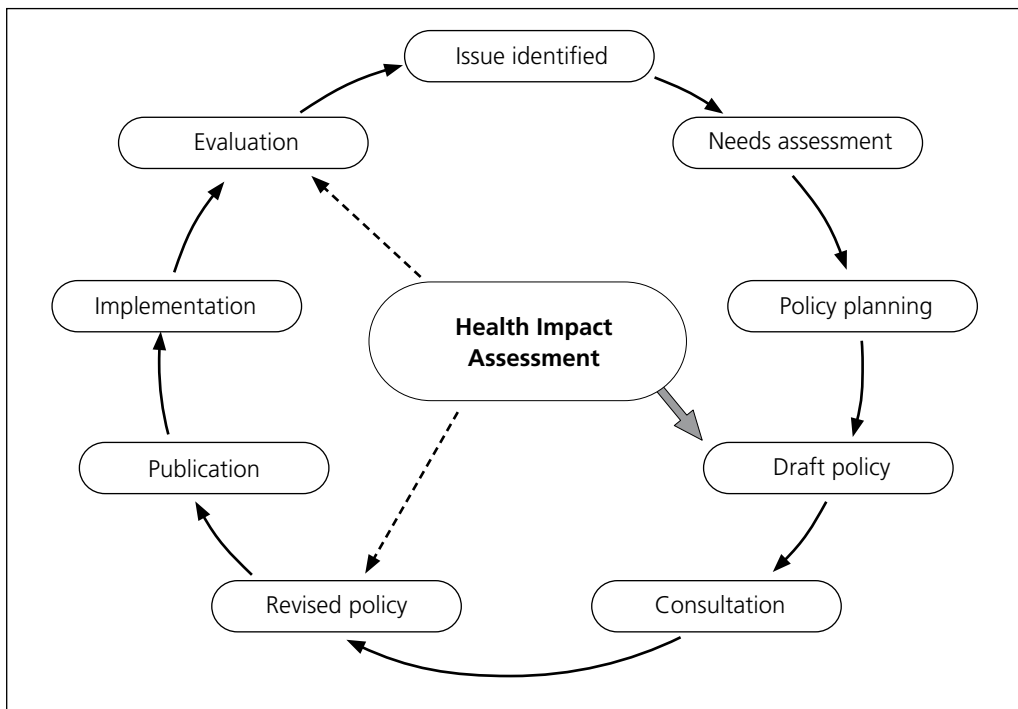 Issue identified
Evaluation
Needs assessment
Implementation
Health Impact
Assessment
Policy planning
Publication
Draft policy
Revised policy
Consultation